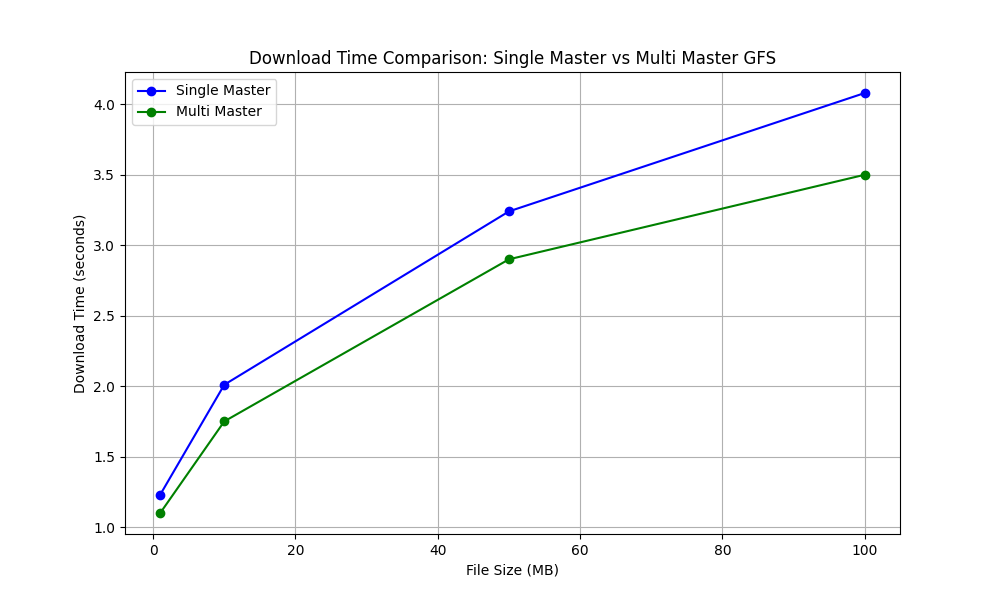 Download Time Comparison: Single Master vs Multi Master GFS
Single Master
Multi Master
4.0
3.5
3.0
2.5
2.0
1.5
1.0
Download Time (seconds)
0 20 40 60 80 100
File Size (MB)